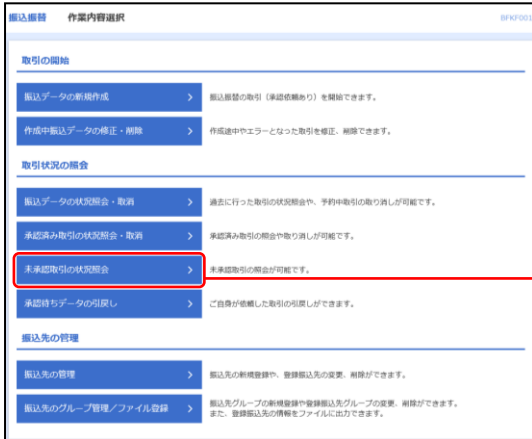 振込振替 作業内容選択 BFKF001
取引の開始
振込データの新規作成 振込振替の取引（承認依頼あり）を開始できます。
作成中振込データの修正・削除 作成途中やエラーとなった取引を修正、削除できます。
取引状況の照会
振込データの状況照会・取消 過去に行った取引の状況照会や、予約中取引の取り消しが可能です。
承認済み取引の状況照会・取消 承認済み取引の照会や取り消しが可能です。
未承認取引の状況照会 未承認取引の照会が可能です。
承認待ちデータの引戻し ご自身が依頼した取引の引戻しができます。
振込先の管理
振込先の管理 振込先の新規登録や、登録振込先の変更、削除ができます。
振込先のグループ管理／ファイル登録 振込先グループの新規登録や登録振込先グループの変更、削除ができます。
また、登録振込先の情報をファイルに出力できます。